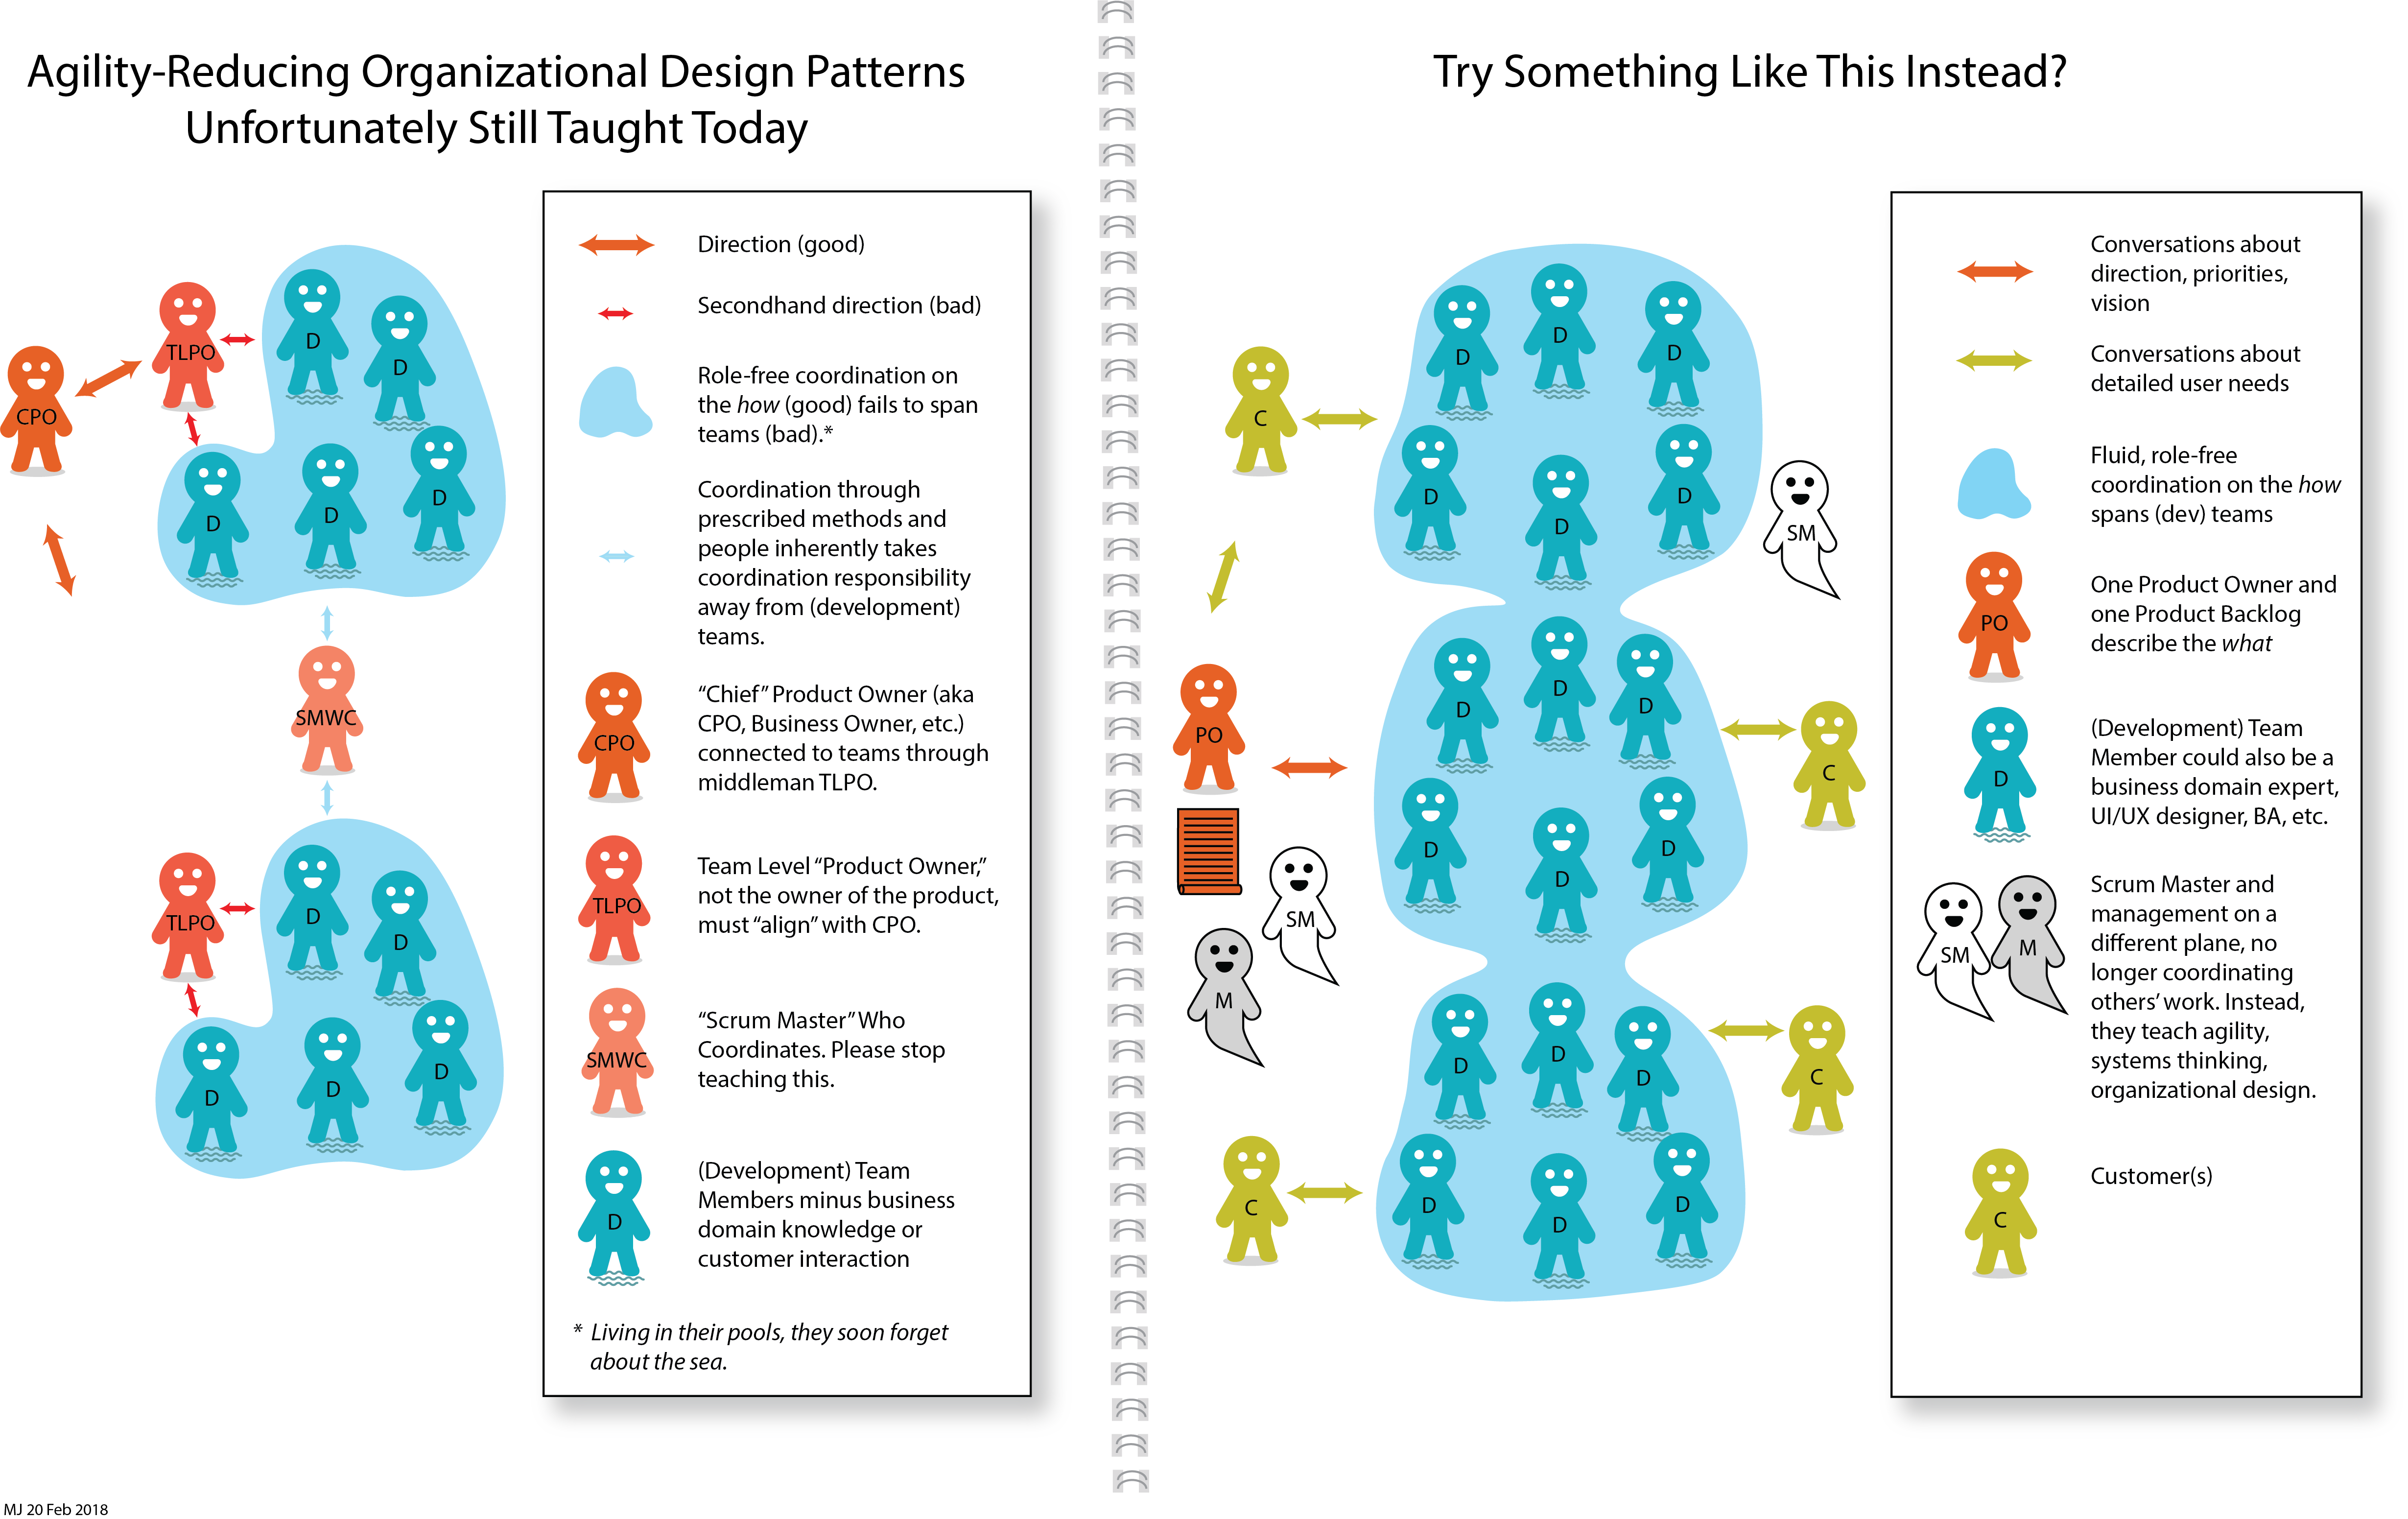 Agility-Reducing Organizational Design Patterns
Unfortunately Still Taught Today
CPO
TLPO
D
D
D
D
D
SMWC
TLPO
D
D
D
D
D
Direction (good)
Secondhand direction (bad)
Role-free coordination on
the how (good) fails to span
teams (bad).*
Coordination through
prescribed methods and
people inherently takes
coordination responsibility
away from (development)
teams.
CPO
“Chief” Product Owner (aka
CPO, Business Owner, etc.)
connected to teams through
middleman TLPO.
TLPO
Team Level “Product Owner,”
not the owner of the product,
must “align” with CPO.
SMWC
“Scrum Master” Who
Coordinates. Please stop
teaching this.
D
(Development) Team
Members minus business
domain knowledge or
customer interaction
* Living in their pools, they soon forget
about the sea.
MJ 20 Feb 2018
Try Something Like This Instead?
C
D
D
D
D
D
D
SM
PO
D
D
D
D
D
D
C
SM
M
D
D
D
D
D
D
C
C
Conversations about
direction, priorities,
vision
Conversations about
detailed user needs
Fluid, role-free
coordination on the how
spans (dev) teams
PO
One Product Owner and
one Product Backlog
describe the what
D
(Development) Team
Member could also be a
business domain expert,
UI/UX designer, BA, etc.
SM
M
Scrum Master and
management on a
different plane, no
longer coordinating
others’ work. Instead,
they teach agility,
systems thinking,
organizational design.
C
Customer(s)